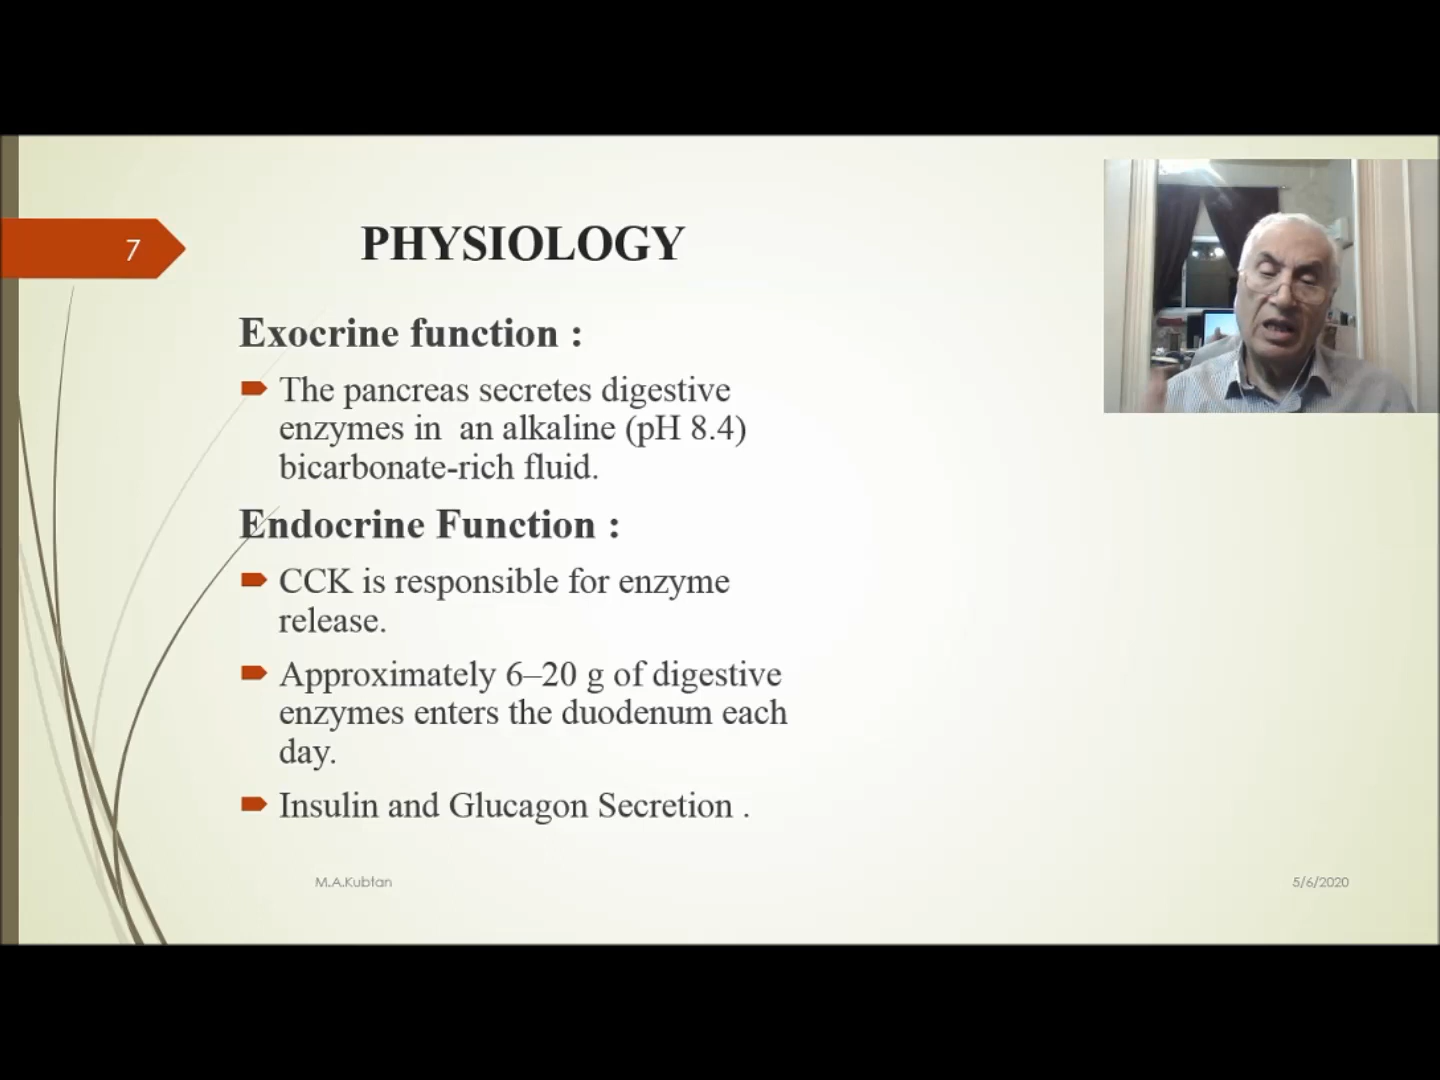 7
PHYSIOLOGY
Exocrine function :
The pancreas secretes digestive
enzymes in  an alkaline (pH 8.4)
bicarbonate-rich fluid.
Endocrine Function :
CCK is responsible for enzyme
release.
Approximately 6–20 g of digestive
enzymes enters the duodenum each
day.
Insulin and Glucagon Secretion .
M.A.Kubtan
5/6/2020